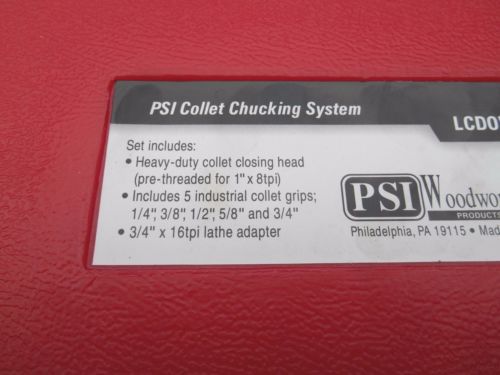 PSI Collet Chucking System
Set includes:
• Heavy-duty collet closing head
(pre-threaded for 1" x 8tpi)
• Includes 5 industrial collet grips;
1/4", 3/8", 1/2", 5/8" and 3/4"
• 3/4" x 16tpi lathe adapter
PSI
PRODUCTS
Philadelphia, PA 19115 •